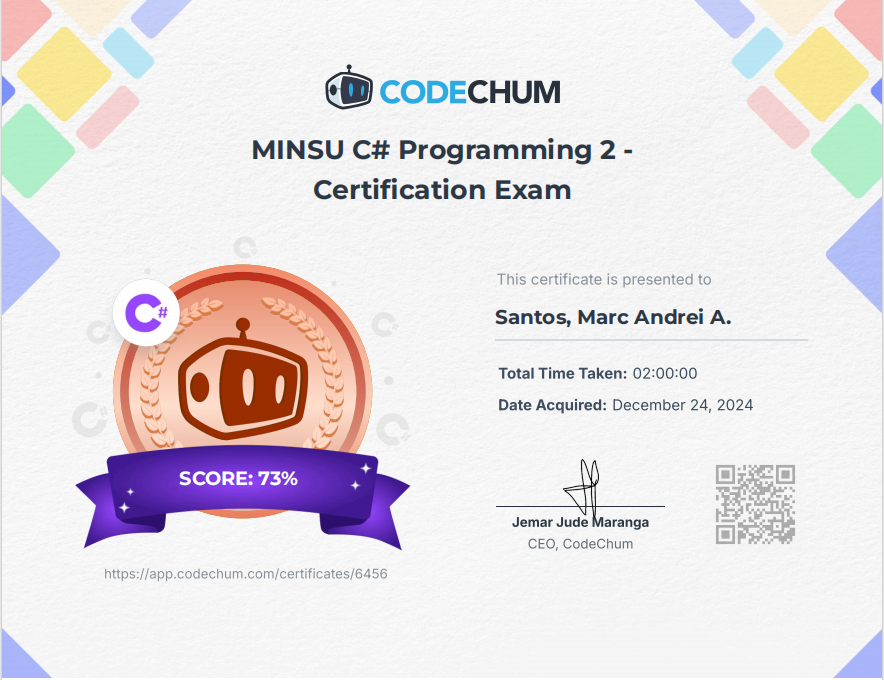 CODECHUM
MINSU C# Programming 2 -
Certification Exam
This certificate is presented to
C#
Santos, Marc Andrei A.
Total Time Taken: 02:00:00
Date Acquired: December 24, 2024
SCORE: 73%
Jemar Jude Maranga
CEO, CodeChum
https://app.codechum.com/certificates/6456